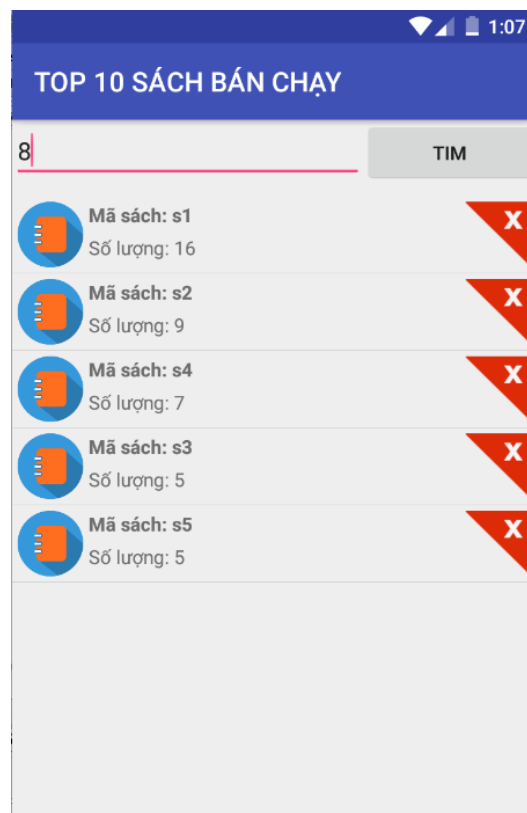 1:07
TOP 10 SÁCH BÁN CHẠY
8
TIM
Mã sách: s1
X
Số lượng: 16
Mã sách: s2
X
Số lượng: 9
Mã sách: s4
X
Số lượng: 7
Mã sách: s3
X
Số lượng: 5
Mã sách: s5
X
Số lượng: 5